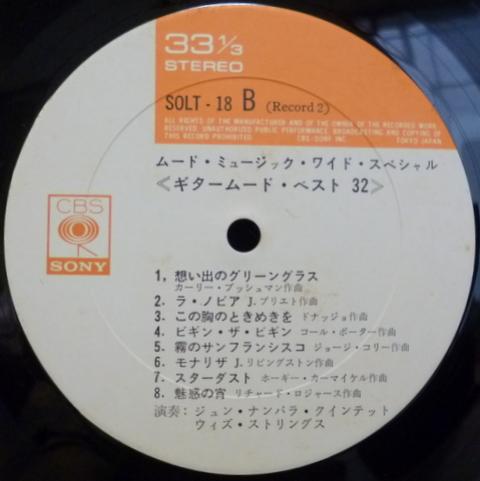 33 1/3
STEREO
SOLT - 18 B (Record 2)
ALL RIGHTS OF THE MANUFACTURER AND OF THE OWNER OF THE RECORDED WORK
RESERVED. UNAUTHORIZED PUBLIC PERFORMANCE BROADCASTING AND COPYING OF
THIS RECORD PROHIBITED CBS-SONY INC TOKYO JAPAN
ムード・ミュージック・ワイド・スペシャル
≪ギタームード・ベスト 32≫
CBS
SONY
1, 想い出のグリーングラス
カーリー・プッシュマン作曲
2. ラ・ノビア J. プリエト作曲
3. この胸のときめきを ドナッジョ作曲
4. ビギン・ザ・ビギン コール・ポーター作曲
5. 霧のサンフランシスコ ジョージ・コリー作曲
6. モナリザ J. リビングストン作曲
7. スターダスト ホーギー・カーマイケル作曲
8. 魅惑の宵 リチャード・ロジャース作曲
演奏: ジュン・ナンバラ・クインテット
ウィズ・ストリングス